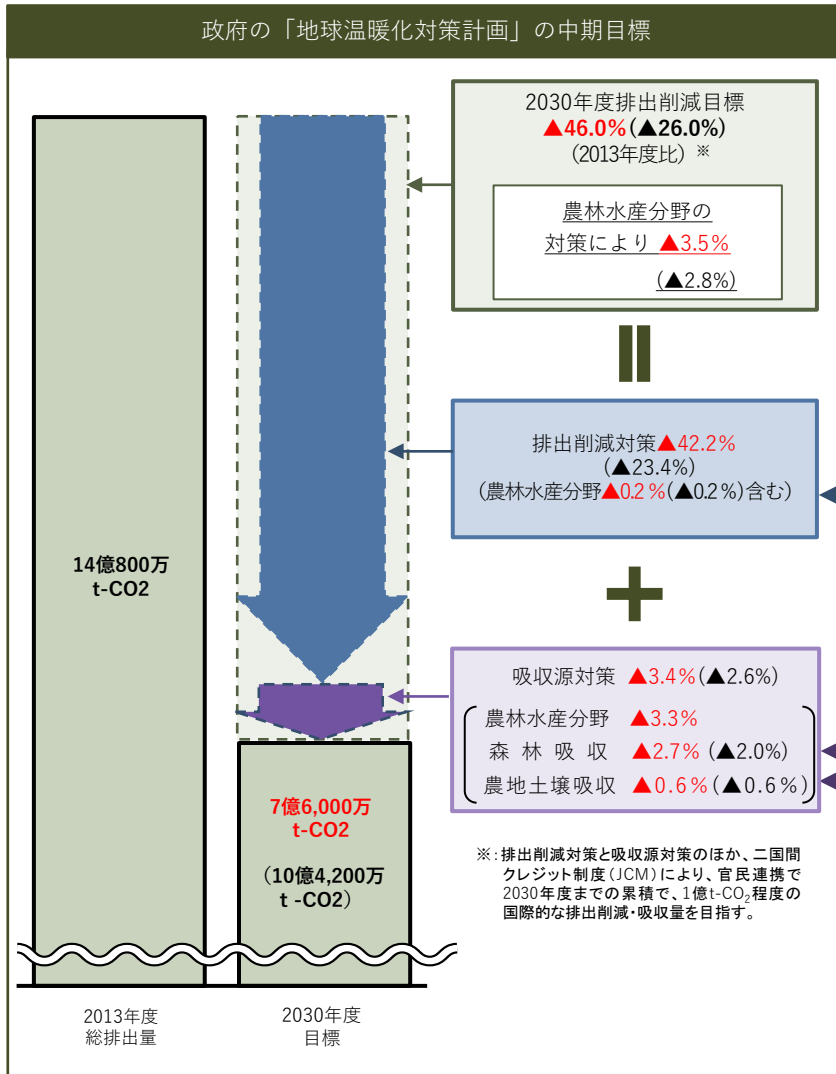 政府の「地球温暖化対策計画」の中期目標
2030年度排出削減目標
▲46.0%(▲26.0%)
(2013年度比) ※
農林水産分野の
対策により ▲3.5%
(▲2.8%)
排出削減対策▲42.2%
(▲23.4%)
(農林水産分野▲0.2%(▲0.2%)含む)
14億800万
t-CO2
吸収源対策 ▲3.4%(▲2.6%)
農林水産分野 ▲3.3%
森林吸収 ▲2.7% (▲2.0%)
農地土壌吸収 ▲0.6%(▲0.6%)
7億6,000万
t-CO2
(10億4,200万
t -CO2)
※:排出削減対策と吸収源対策のほか、二国間
クレジット制度(JCM)により、官民連携で
2030年度までの累積で、1億t-CO₂程度の
国際的な排出削減・吸収量を目指す。
2013年度
総排出量
2030年度
目標